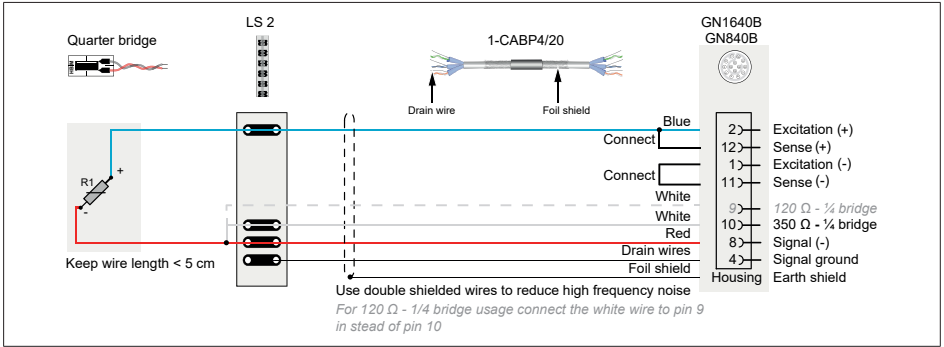 LS 2
GN1640B
GN840B
Quarter bridge
1-CABP4/20
HBM
Drain wire
Foil shield
Blue
Connect
2 Excitation (+)
12 Sense (+)
1 Excitation (-)
Connect
11 Sense (-)
R1
+
-
White
9 120 Ω - ¼ bridge
White
10 350 Ω - ¼ bridge
Red
8 Signal (-)
Drain wires
4 Signal ground
Foil shield
Housing Earth shield
Keep wire length < 5 cm
Use double shielded wires to reduce high frequency noise
For 120 Ω - 1/4 bridge usage connect the white wire to pin 9
in stead of pin 10